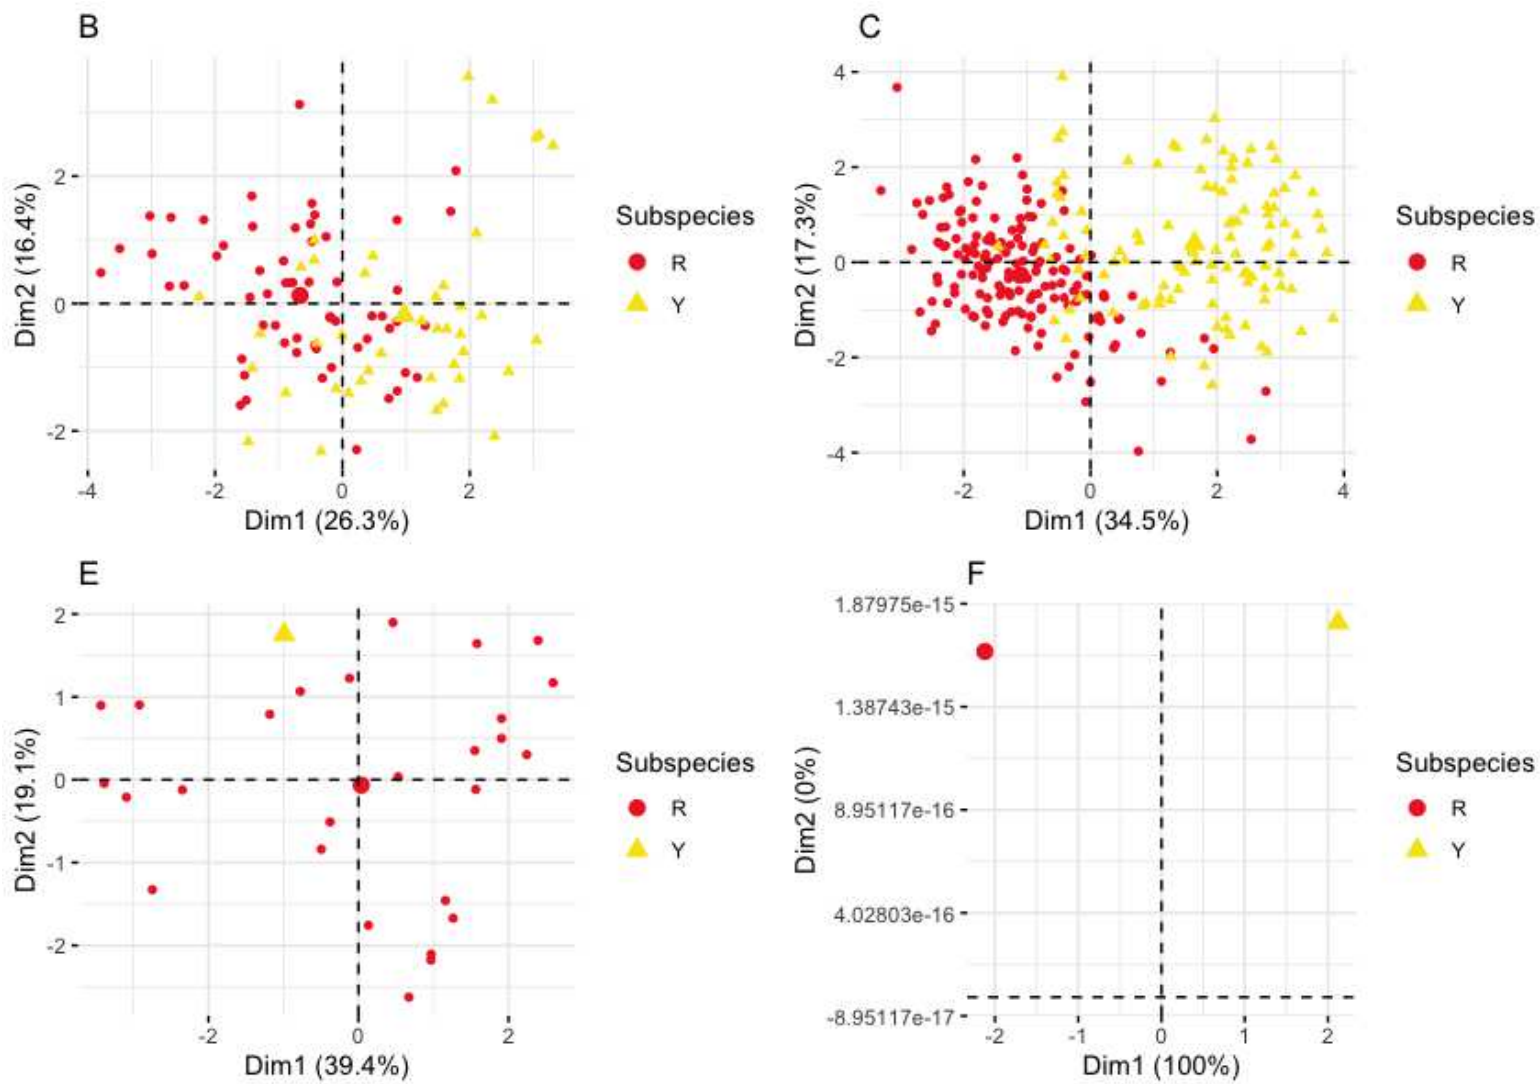 B
Dim2 (16.4%)
2
0
-2
-4
-2
0
2
Dim1 (26.3%)
Subspecies
R
Y
C
Dim2 (17.3%)
4
2
0
-2
-4
-2
0
2
4
Dim1 (34.5%)
Subspecies
R
Y
E
Dim2 (19.1%)
2
1
0
-1
-2
-2
0
2
Dim1 (39.4%)
Subspecies
R
Y
F
Dim2 (0%)
1.87975e-15
1.38743e-15
8.95117e-16
4.02803e-16
-8.95117e-17
-2
-1
0
1
2
Dim1 (100%)
Subspecies
R
Y